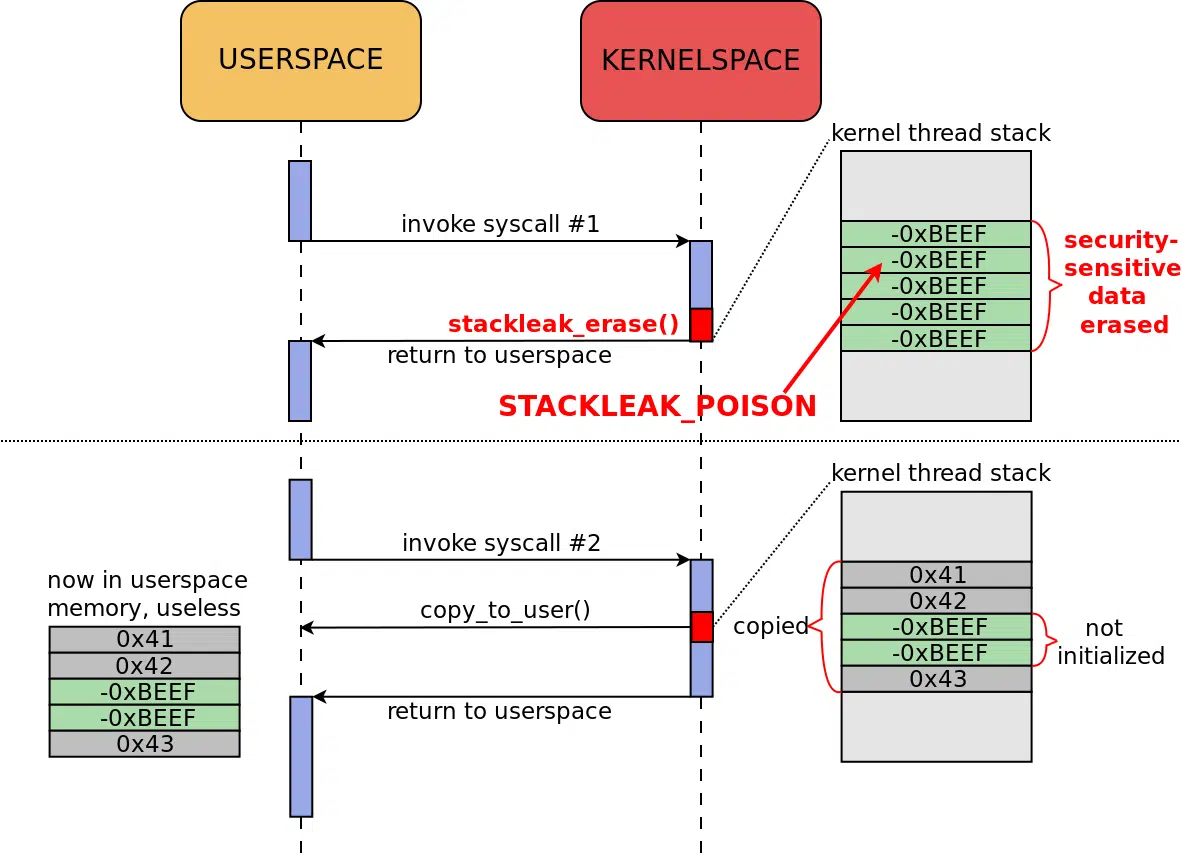 USERSPACE
KERNELSPACE
kernel thread stack
invoke syscall #1
-0xBEEF
-0xBEEF
-0xBEEF
-0xBEEF
-0xBEEF
security-
sensitive
data
erased
stackleak_erase()
return to userspace
STACKLEAK_POISON
kernel thread stack
invoke syscall #2
now in userspace
memory, useless
copy_to_user()
copied
0x41
0x42
-0xBEEF
-0xBEEF
0x43
not
initialized
0x41
0x42
-0xBEEF
-0xBEEF
0x43
return to userspace